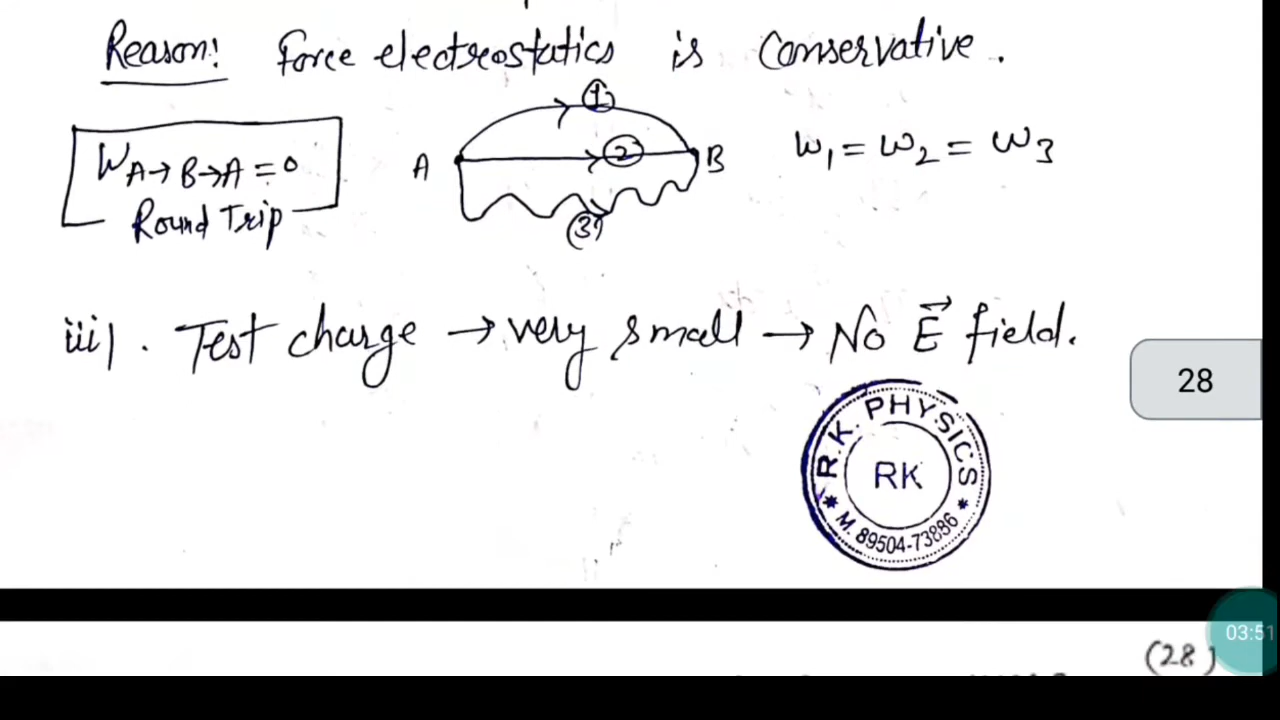 Reason: Force electrostatics is Conservative.
W A→B→A = 0
Round Trip
A
1
2
3
B
W1 = W2 = W3
iii). Test charge → very small → No E⃗ field.
28
* R.K. PHYSICS *
RK
M. 89504-73886
03:51
(28)